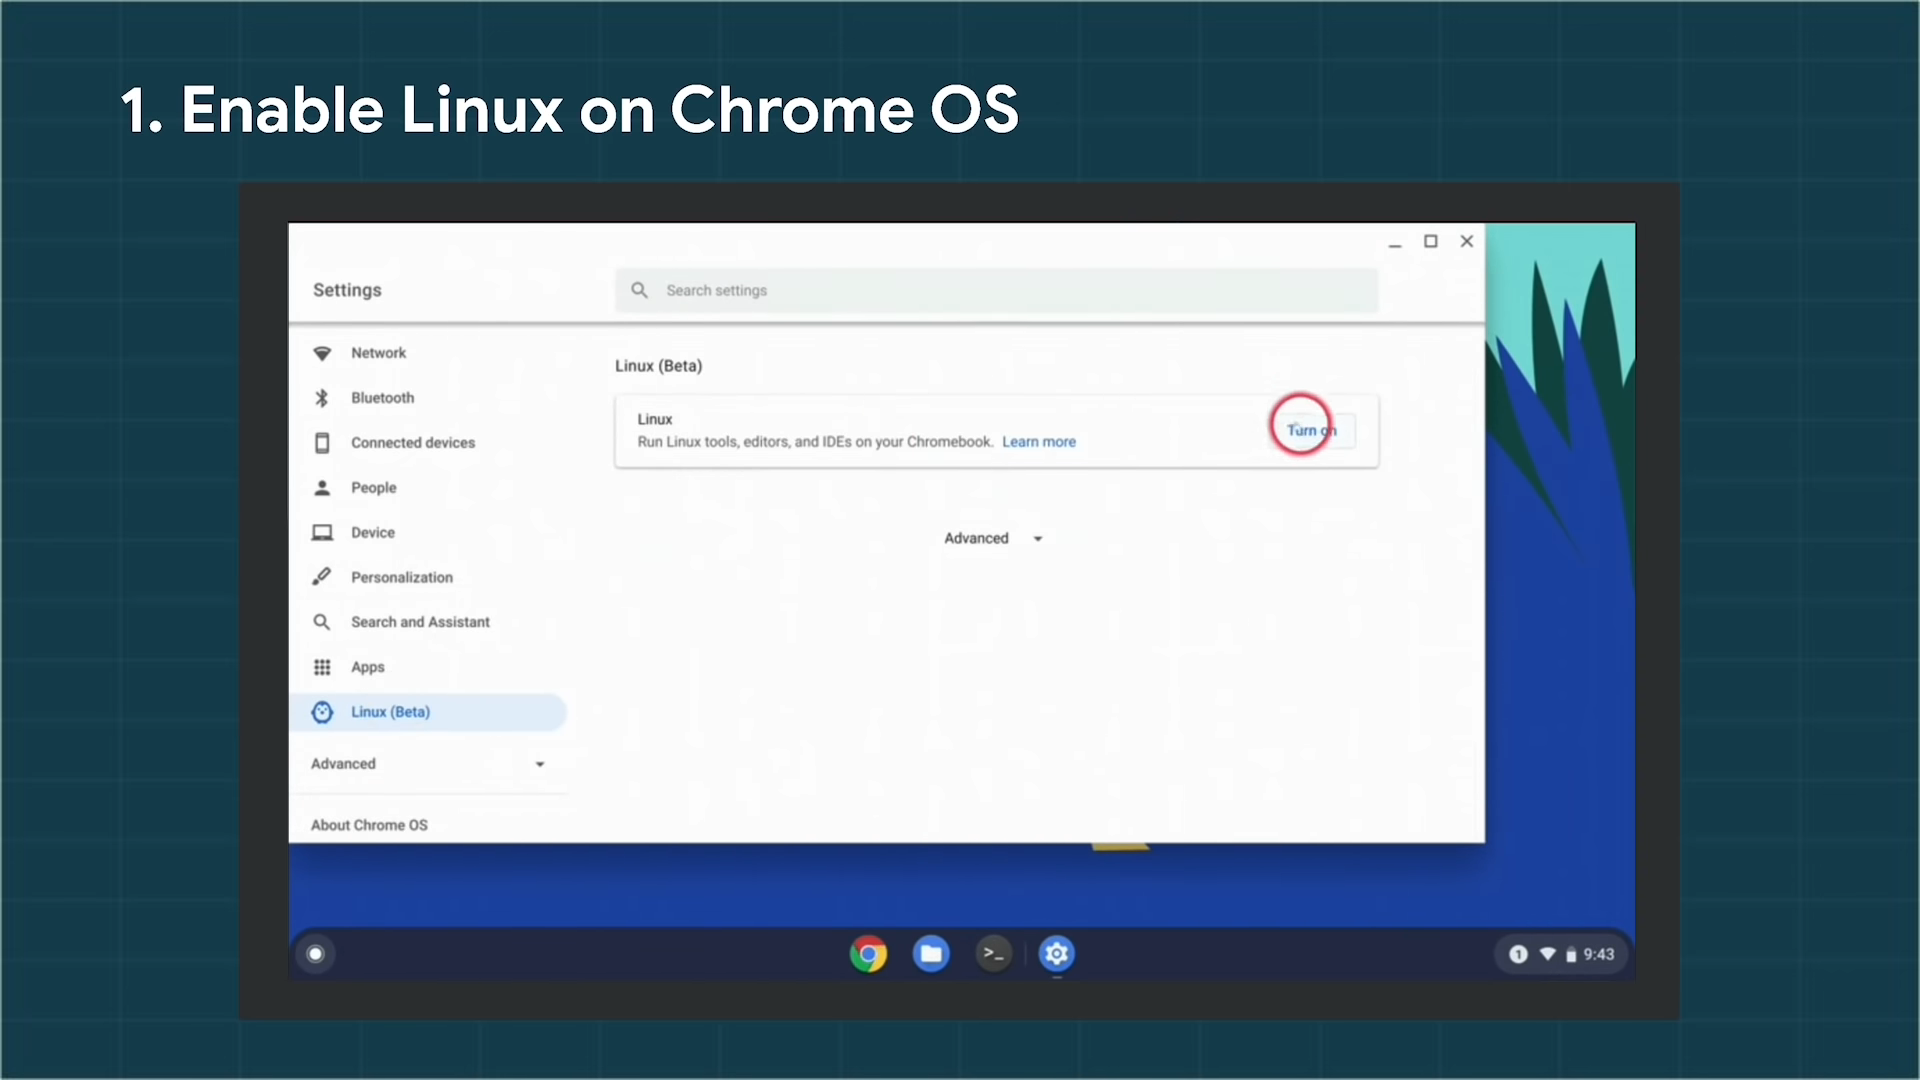 1. Enable Linux on Chrome OS
Settings
Search settings
Network
Bluetooth
Connected devices
People
Device
Personalization
Search and Assistant
Apps
Linux (Beta)
Advanced
About Chrome OS
Linux (Beta)
Linux
Run Linux tools, editors, and IDEs on your Chromebook. Learn more
Turn on
Advanced
>_
1
9:43